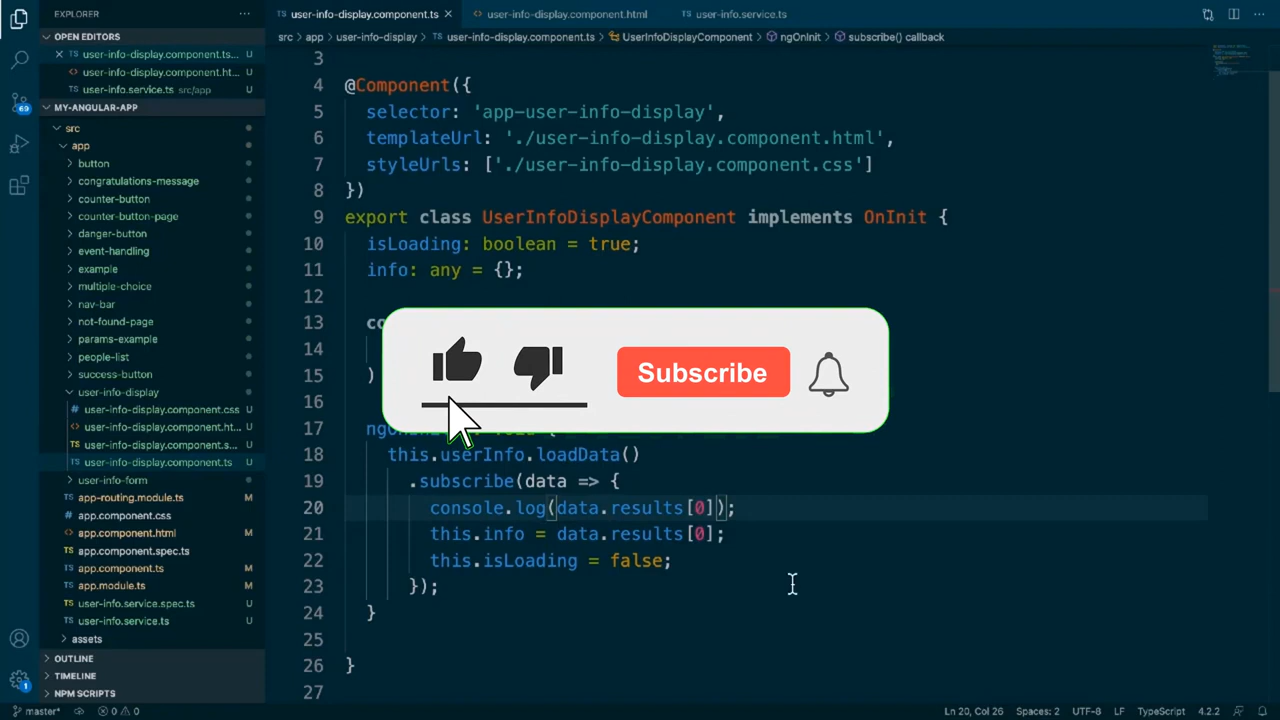 EXPLORER
OPEN EDITORS
user-info-display.component.ts... U
user-info-display.component.ht... U
user-info.service.ts src/app U
MY-ANGULAR-APP
src
app
button
congratulations-message
counter-button
counter-button-page
danger-button
event-handling
example
multiple-choice
nav-bar
not-found-page
params-example
people-list
success-button
user-info-display
user-info-display.component.css U
user-info-display.component.ht... U
user-info-display.component.s... U
user-info-display.component.ts U
user-info-form
app-routing.module.ts M
app.component.css
app.component.html M
app.component.spec.ts
app.component.ts M
app.module.ts M
user-info.service.spec.ts U
user-info.service.ts U
assets
OUTLINE
TIMELINE
NPM SCRIPTS
69
1
TS user-info-display.component.ts
user-info-display.component.html
TS user-info.service.ts
src > app > user-info-display > TS user-info-display.component.ts > UserInfoDisplayComponent > ngOnInit > subscribe() callback
3
4 @Component({
5 selector: 'app-user-info-display',
6 templateUrl: './user-info-display.component.html',
7 styleUrls: ['./user-info-display.component.css']
8 })
9 export class UserInfoDisplayComponent implements OnInit {
10 isLoading: boolean = true;
11 info: any = {};
12
13 co
14
15 )
16
17 ngOnInit(): void {
18 this.userInfo.loadData()
19 .subscribe(data => {
20 console.log(data.results[0]);
21 this.info = data.results[0];
22 this.isLoading = false;
23 });
24 }
25
26 }
27
Subscribe
master* 0 0 Ln 20, Col 26 Spaces: 2 UTF-8 LF TypeScript 4.2.2